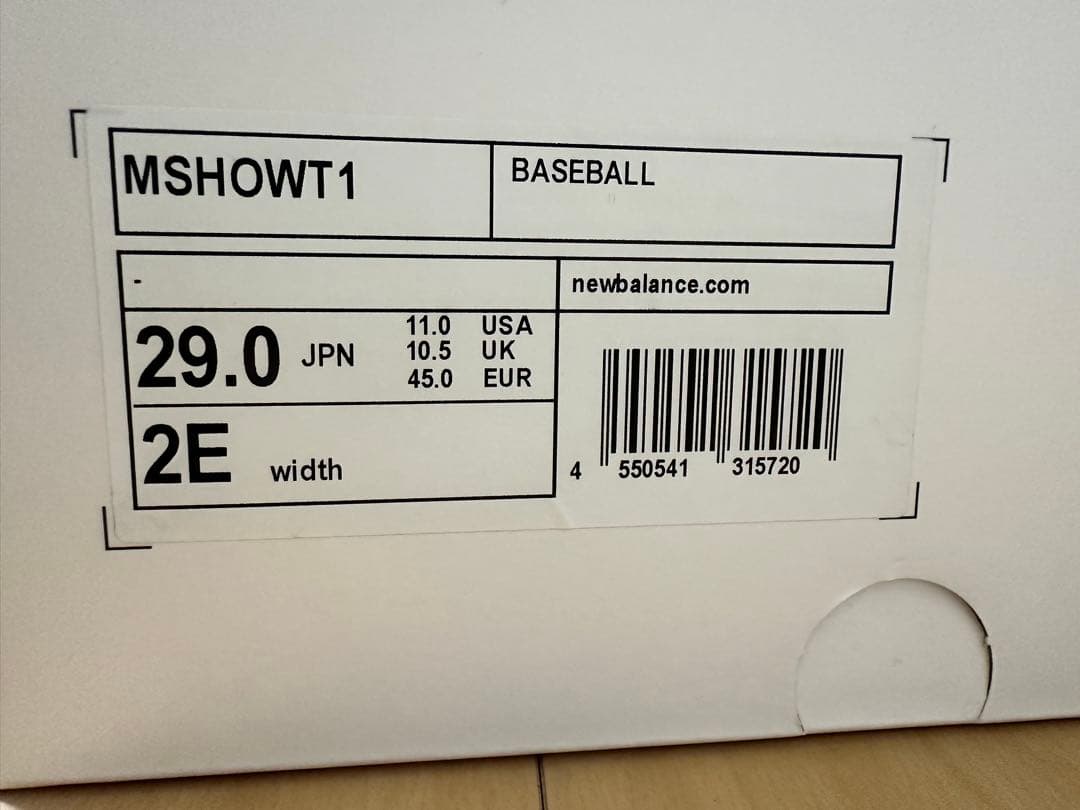 MSHOWT1
BASEBALL
-
newbalance.com
29.0 JPN
11.0 USA
10.5 UK
45.0 EUR
2E width
4 550541 315720